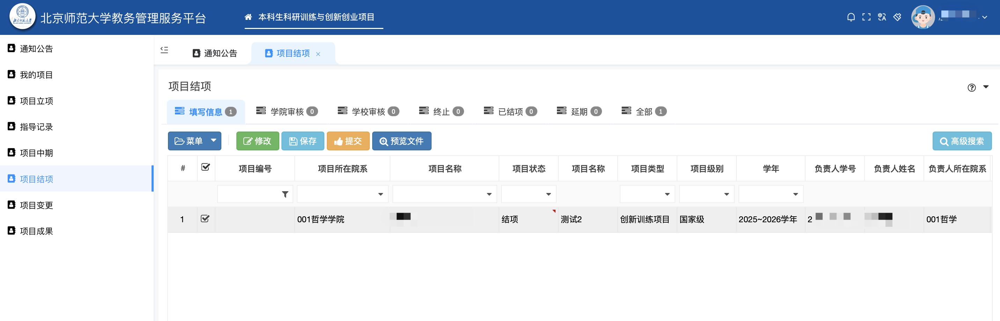 北京师范大学教务管理服务平台
本科生科研训练与创新创业项目
通知公告
我的项目
项目立项
指导记录
项目中期
项目结项
项目变更
项目成果
通知公告
项目结项 ×
项目结项
填写信息 1
学院审核 0
学校审核 0
终止 0
已结项 0
延期 0
全部 1
菜单
修改
保存
提交
预览文件
高级搜索
# 项目编号 项目所在院系 项目名称 项目状态 项目名称 项目类型 项目级别 学年 负责人学号 负责人姓名 负责人所在院系
1 001哲学学院 结项 测试2 创新训练项目 国家级 2025~2026学年 2 001哲学